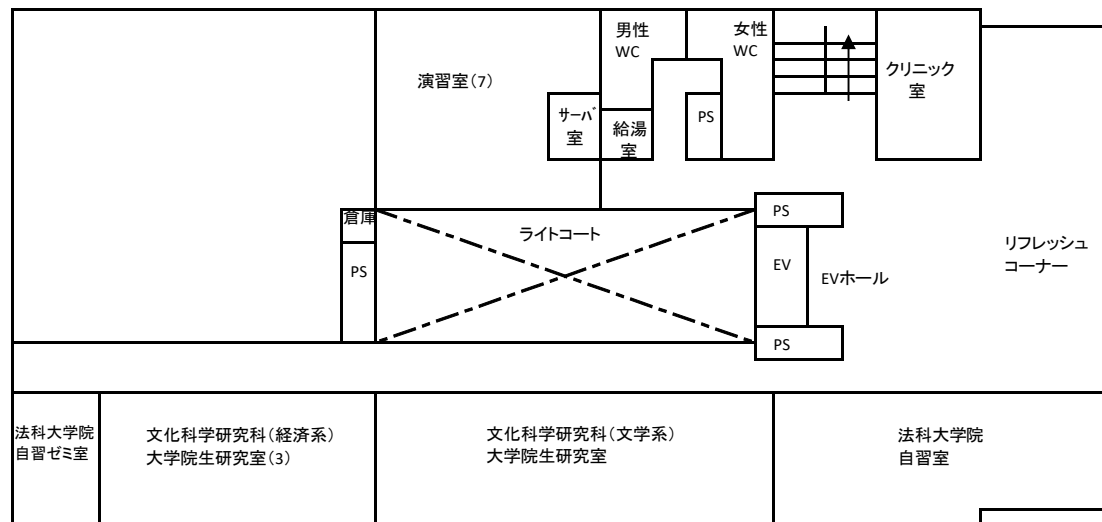 男性
WC
女性
WC
演習室(7)
クリニック
室
サーバ
室
給湯
室
PS
倉庫
ライトコート
PS
PS
EV
EVホール
リフレッシュ
コーナー
PS
法科大学院
自習ゼミ室
文化科学研究科(経済系)
大学院生研究室(3)
文化科学研究科(文学系)
大学院生研究室
法科大学院
自習室